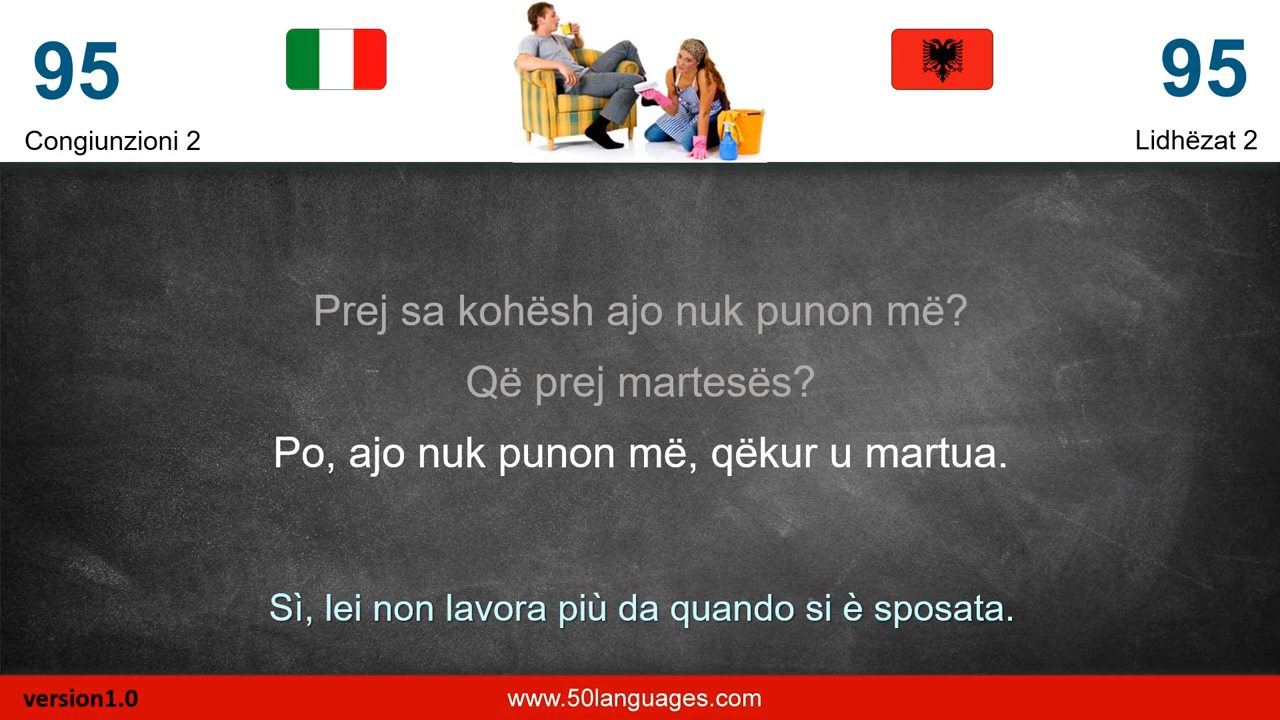 95
95
Congiunzioni 2
Lidhëzat 2
Prej sa kohësh ajo nuk punon më?
Që prej martesës?
Po, ajo nuk punon më, qëkur u martua.
Sì, lei non lavora più da quando si è sposata.
version1.0
www.50languages.com